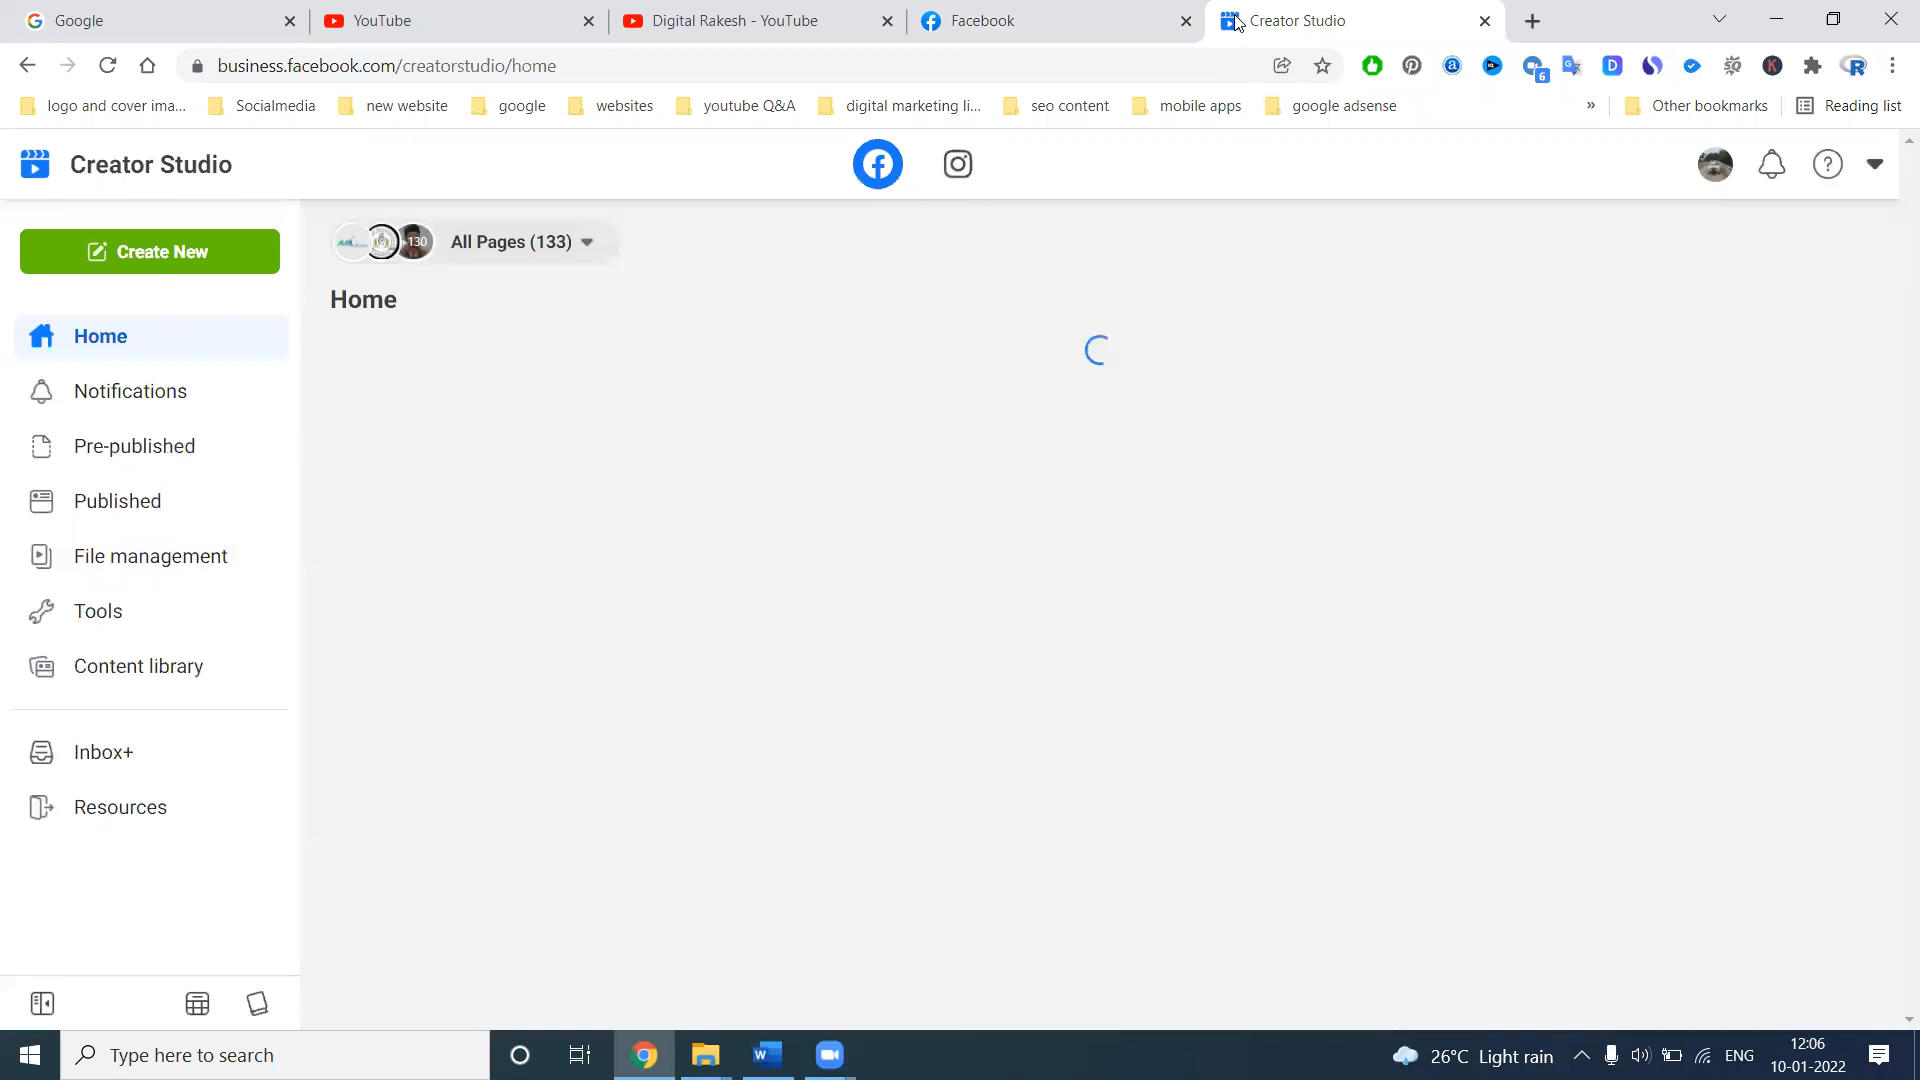 Google
YouTube
Digital Rakesh - YouTube
Facebook
Creator Studio
business.facebook.com/creatorstudio/home
6
logo and cover ima...
Socialmedia
new website
google
websites
youtube Q&A
digital marketing li...
seo content
mobile apps
google adsense
»
Other bookmarks
Reading list
Creator Studio
Create New
+130
All Pages (133)
Home
Home
Notifications
Pre-published
Published
File management
Tools
Content library
Inbox+
Resources
Type here to search
26°C Light rain
ENG
12:06
10-01-2022